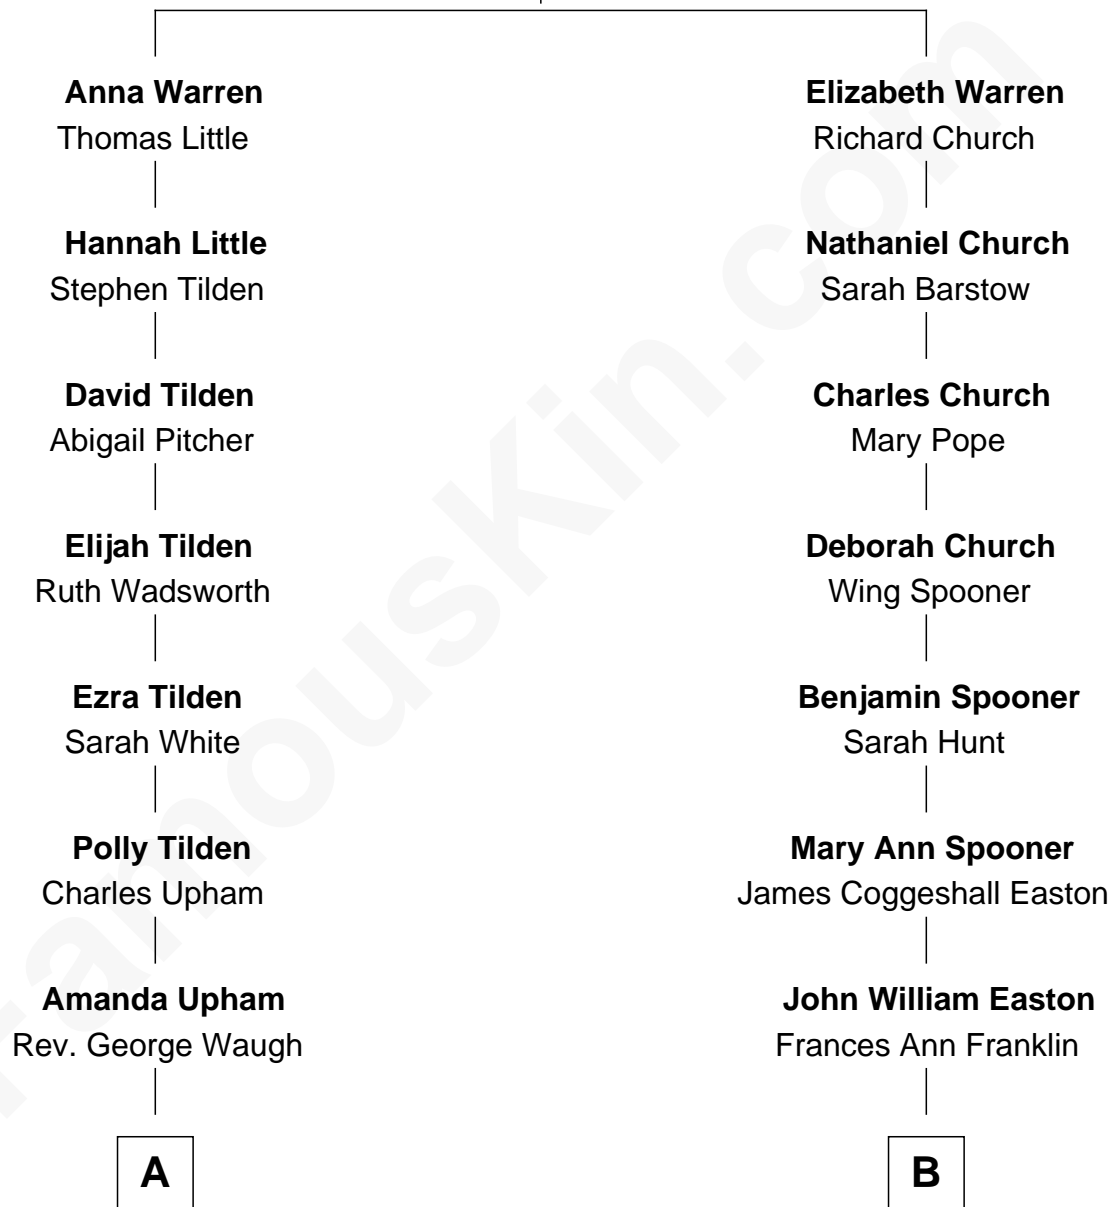 Anna Warren
Thomas Little
Hannah Little
Stephen Tilden
David Tilden
Abigail Pitcher
Elijah Tilden
Ruth Wadsworth
Ezra Tilden
Sarah White
Polly Tilden
Charles Upham
Amanda Upham
Rev. George Waugh
A
Elizabeth Warren
Richard Church
Nathaniel Church
Sarah Barstow
Charles Church
Mary Pope
Deborah Church
Wing Spooner
Benjamin Spooner
Sarah Hunt
Mary Ann Spooner
James Coggeshall Easton
John William Easton
Frances Ann Franklin
B
FamousKin.com